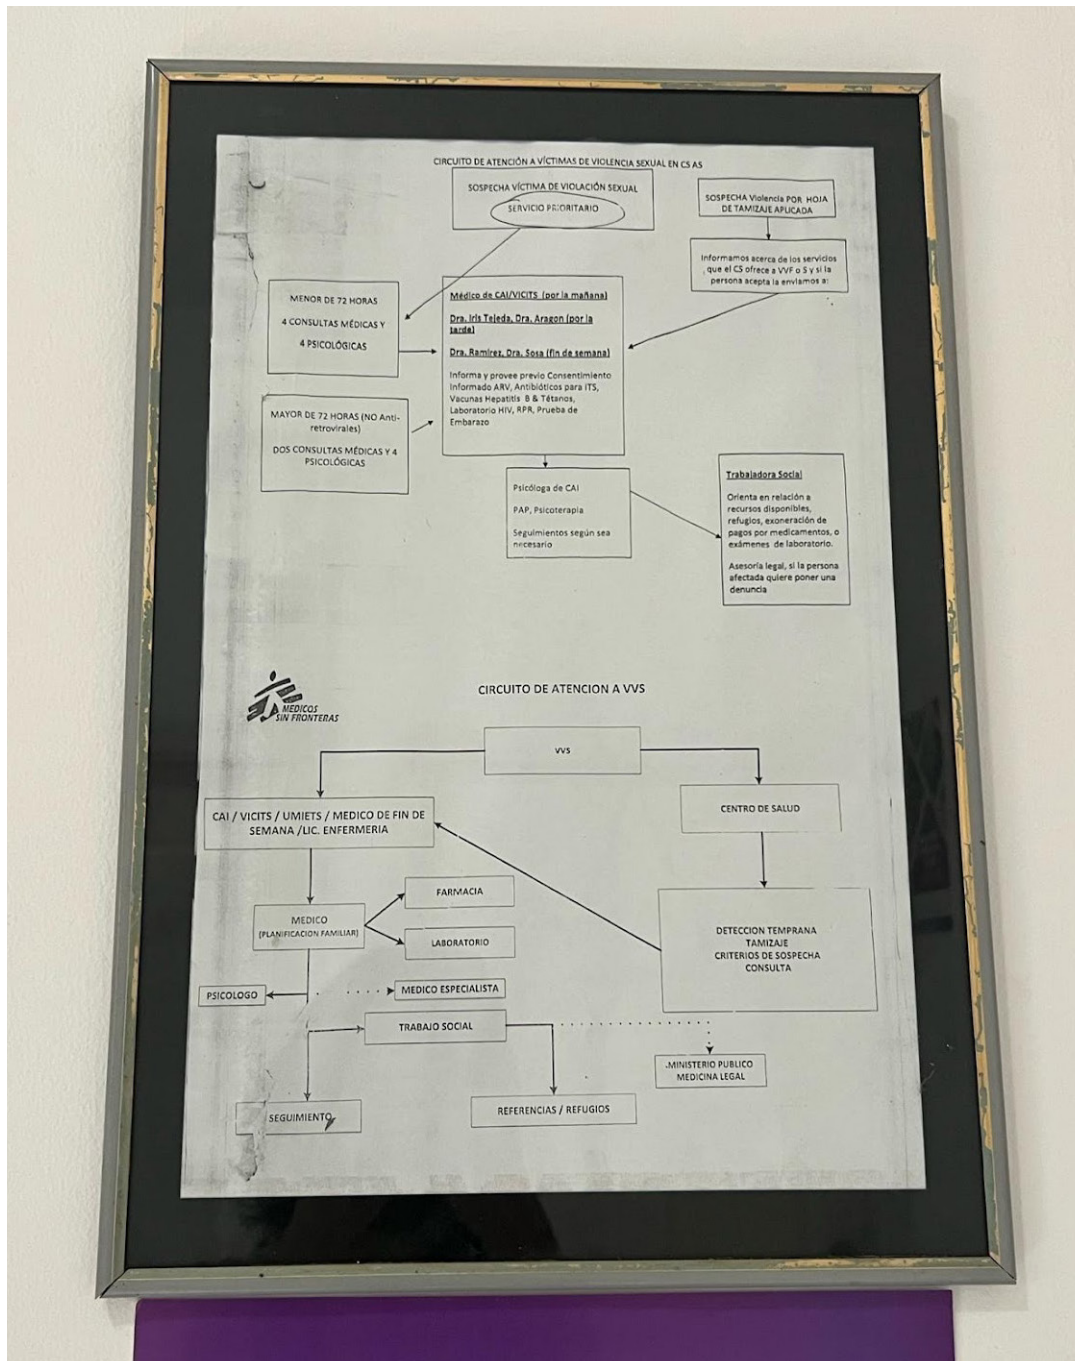 CIRCUITO DE ATENCIÓN A VÍCTIMAS DE VIOLENCIA SEXUAL EN CS AS
SOSPECHA VÍCTIMA DE VIOLACIÓN SEXUAL
SERVICIO PRIORITARIO
SOSPECHA Violencia POR HOJA
DE TAMIZAJE APLICADA
Informamos acerca de los servicios
que el CS ofrece a VVF o S y si la
persona acepta la enviamos a:
MENOR DE 72 HORAS
4 CONSULTAS MÉDICAS Y
4 PSICOLÓGICAS
Médico de CAI/VICITS (por la mañana)
Dra. Iris Tejeda, Dra. Aragon (por la
tarde)
Dra. Ramírez, Dra. Sosa (fin de semana)
Informa y provee previo Consentimiento
Informado ARV, Antibióticos para ITS,
Vacunas Hepatitis B & Tétanos,
Laboratorio HIV, RPR, Prueba de
Embarazo
MAYOR DE 72 HORAS (NO Anti-
retrovirales)
DOS CONSULTAS MÉDICAS Y 4
PSICOLÓGICAS
Psicóloga de CAI
PAP, Psicoterapia
Seguimientos según sea
necesario
Trabajadora Social
Orienta en relación a
recursos disponibles,
refugios, exoneración de
pagos por medicamentos, o
exámenes de laboratorio.
Asesoría legal, si la persona
afectada quiere poner una
denuncia
MEDICOS
SIN FRONTERAS
CIRCUITO DE ATENCION A VVS
VVS
CAI / VICITS / UMIETS / MEDICO DE FIN DE
SEMANA /LIC. ENFERMERIA
CENTRO DE SALUD
FARMACIA
MEDICO
(PLANIFICACION FAMILIAR)
LABORATORIO
DETECCION TEMPRANA
TAMIZAJE
CRITERIOS DE SOSPECHA
CONSULTA
PSICOLOGO
MEDICO ESPECIALISTA
TRABAJO SOCIAL
MINISTERIO PUBLICO
MEDICINA LEGAL
SEGUIMIENTO
REFERENCIAS / REFUGIOS